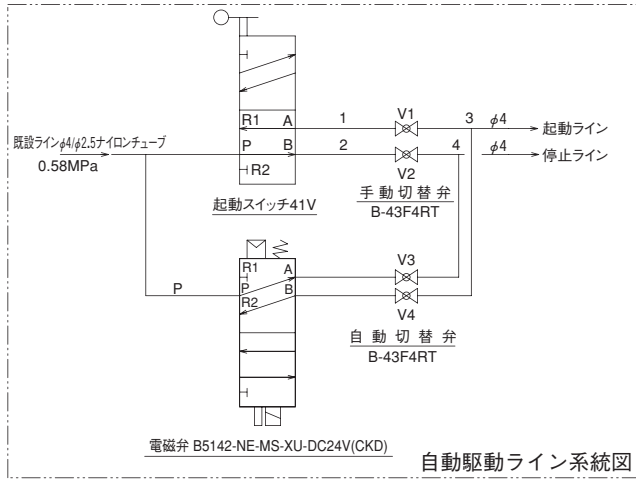 R1 A
P B
R2
起動スイッチ41V
既設ラインφ4/φ2.5ナイロンチューブ
0.58MPa
1
2
V1
V2
3
4
φ4
起動ライン
φ4
停止ライン
手動切替弁
B-43F4RT
P
R1 A
P B
R2
V3
V4
自動切替弁
B-43F4RT
電磁弁 B5142-NE-MS-XU-DC24V(CKD)
自動駆動ライン系統図